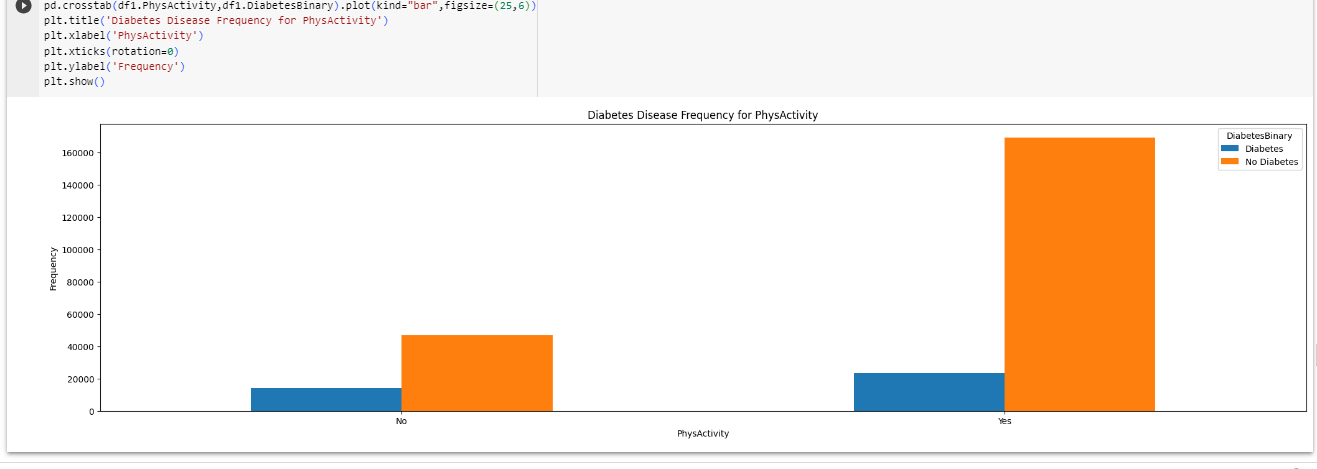 pd.crosstab(df1.PhysActivity,df1.DiabetesBinary).plot(kind="bar",figsize=(25,6))
plt.title('Diabetes Disease Frequency for PhysActivity')
plt.xlabel('PhysActivity')
plt.xticks(rotation=0)
plt.ylabel('Frequency')
plt.show()
Diabetes Disease Frequency for PhysActivity
DiabetesBinary
Diabetes
No Diabetes
160000
140000
120000
100000
80000
60000
40000
20000
0
Frequency
No
Yes
PhysActivity